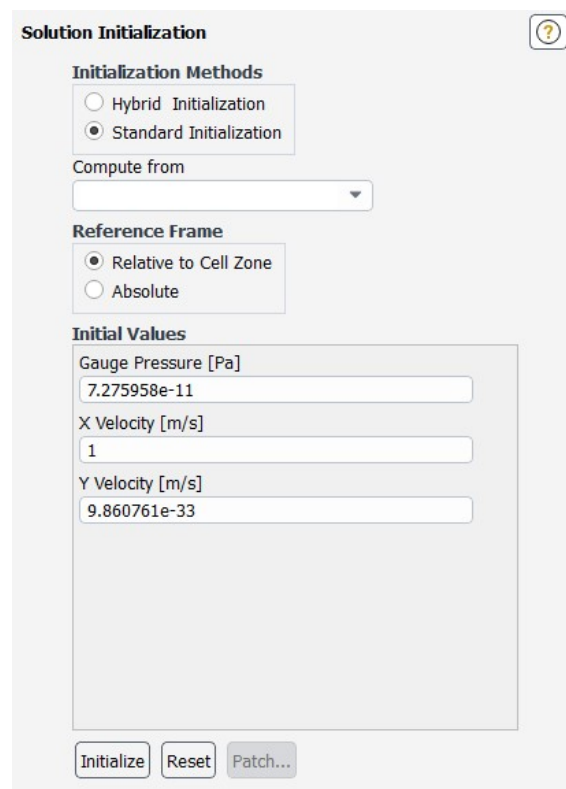 Solution Initialization
?
Initialization Methods
Hybrid Initialization
Standard Initialization
Compute from
Reference Frame
Relative to Cell Zone
Absolute
Initial Values
Gauge Pressure [Pa]
7.275958e-11
X Velocity [m/s]
1
Y Velocity [m/s]
9.860761e-33
Initialize Reset Patch...